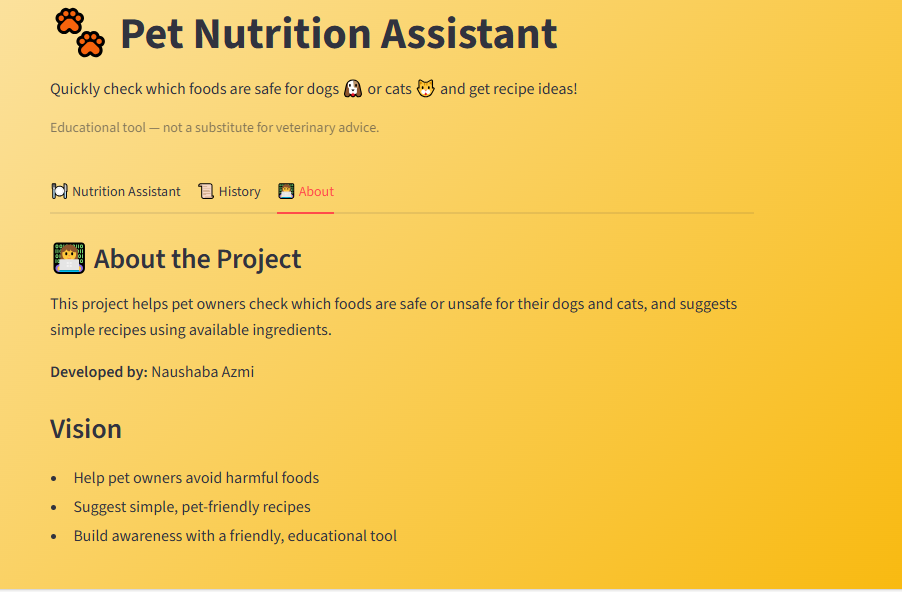 Pet Nutrition Assistant
Quickly check which foods are safe for dogs 🐶 or cats 🐱 and get recipe ideas!
Educational tool — not a substitute for veterinary advice.
🍽️ Nutrition Assistant 📜 History 👩‍💻 About
About the Project
This project helps pet owners check which foods are safe or unsafe for their dogs and cats, and suggests
simple recipes using available ingredients.
Developed by: Naushaba Azmi
Vision
• Help pet owners avoid harmful foods
• Suggest simple, pet-friendly recipes
• Build awareness with a friendly, educational tool